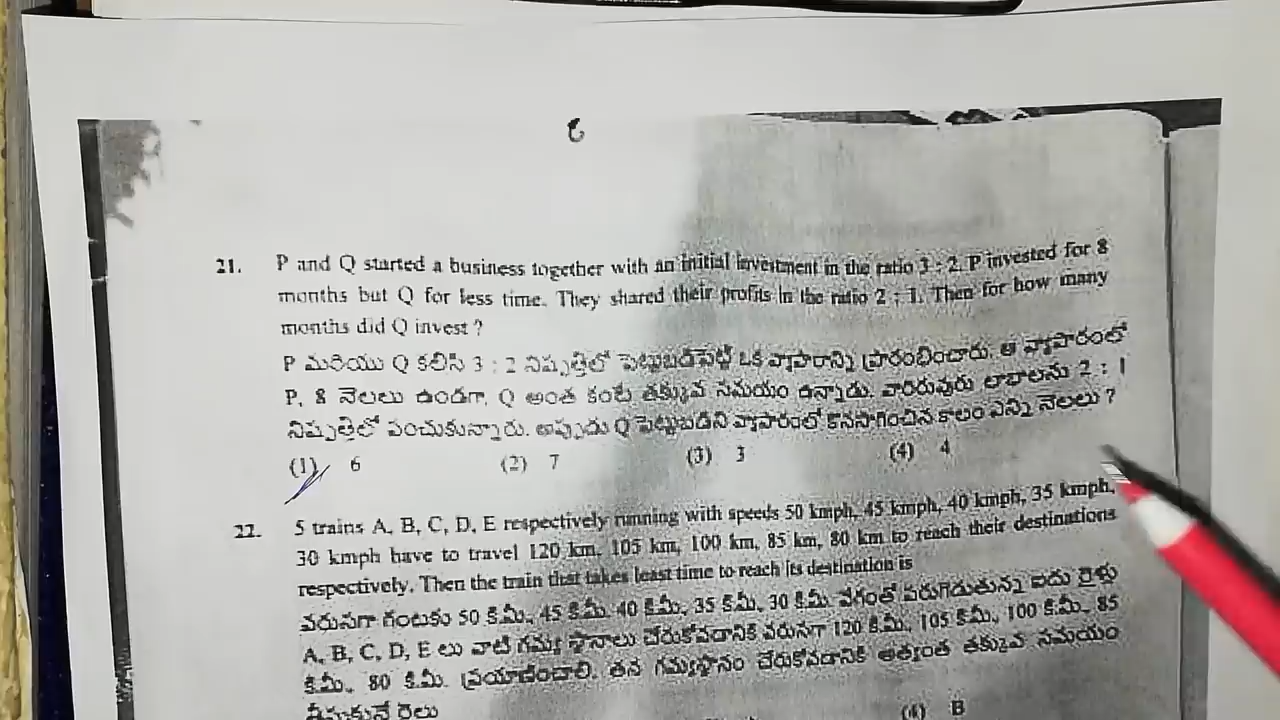 21. P and Q started a business together with an initial investment in the ratio 3 : 2. P invested for 8
months but Q for less time. They shared their profits in the ratio 2 : 1. Then for how many
months did Q invest ?
P మరియు Q కలిసి 3 : 2 నిష్పత్తిలో పెట్టుబడిపెట్టి ఒక వ్యాపారాన్ని ప్రారంభించారు. ఆ వ్యాపారంలో
P, 8 నెలలు ఉండగా, Q అంత కంటే తక్కువ సమయం ఉన్నాడు. వారిరువురు లాభాలను 2 : 1
నిష్పత్తిలో పంచుకున్నారు. అప్పుడు Q పెట్టుబడిని వ్యాపారంలో కొనసాగించిన కాలం ఎన్ని నెలలు ?
(1) 6 (2) 7 (3) 3 (4) 4
22. 5 trains A, B, C, D, E respectively running with speeds 50 kmph, 45 kmph, 40 kmph, 35 kmph,
30 kmph have to travel 120 km, 105 km, 100 km, 85 km, 80 km to reach their destinations
respectively. Then the train that takes least time to reach its destination is
వరుసగా గంటకు 50 కి.మీ., 45 కి.మీ. 40 కి.మీ., 35 కి.మీ., 30 కి.మీ. వేగంతో పరుగిడుతున్న ఐదు రైళ్లు
A, B, C, D, E లు వాటి గమ్య స్థానాలు చేరుకోవడానికి వరుసగా 120 కి.మీ., 105 కి.మీ., 100 కి.మీ., 85
కి.మీ., 80 కి.మీ. ప్రయాణించాలి. తన గమ్యస్థానం చేరుకోవడానికి అత్యంత తక్కువ సమయం
తీసుకునే రైలు
(4) B